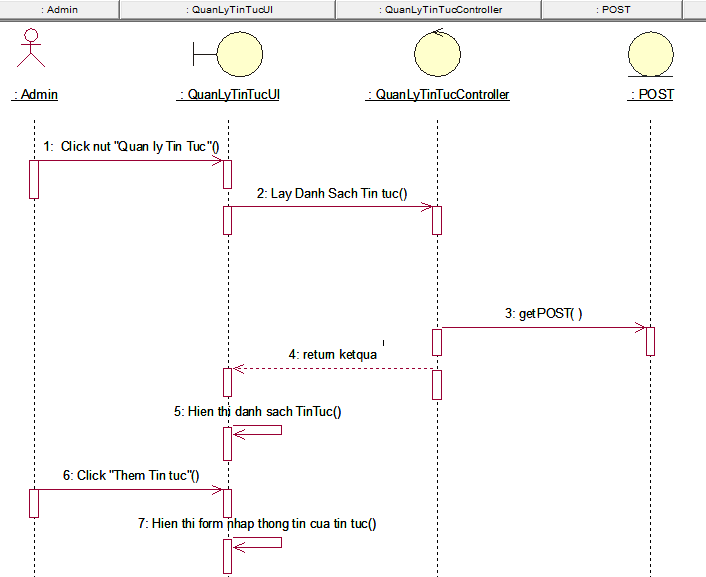 : Admin
: QuanLyTinTucUI
: QuanLyTinTucController
: POST
: Admin
: QuanLyTinTucUI
: QuanLyTinTucController
: POST
1: Click nut "Quan ly Tin Tuc"()
2: Lay Danh Sach Tin tuc()
3: getPOST( )
4: return ketqua
5: Hien thi danh sach TinTuc()
6: Click "Them Tin tuc"()
7: Hien thi form nhap thong tin cua tin tuc()